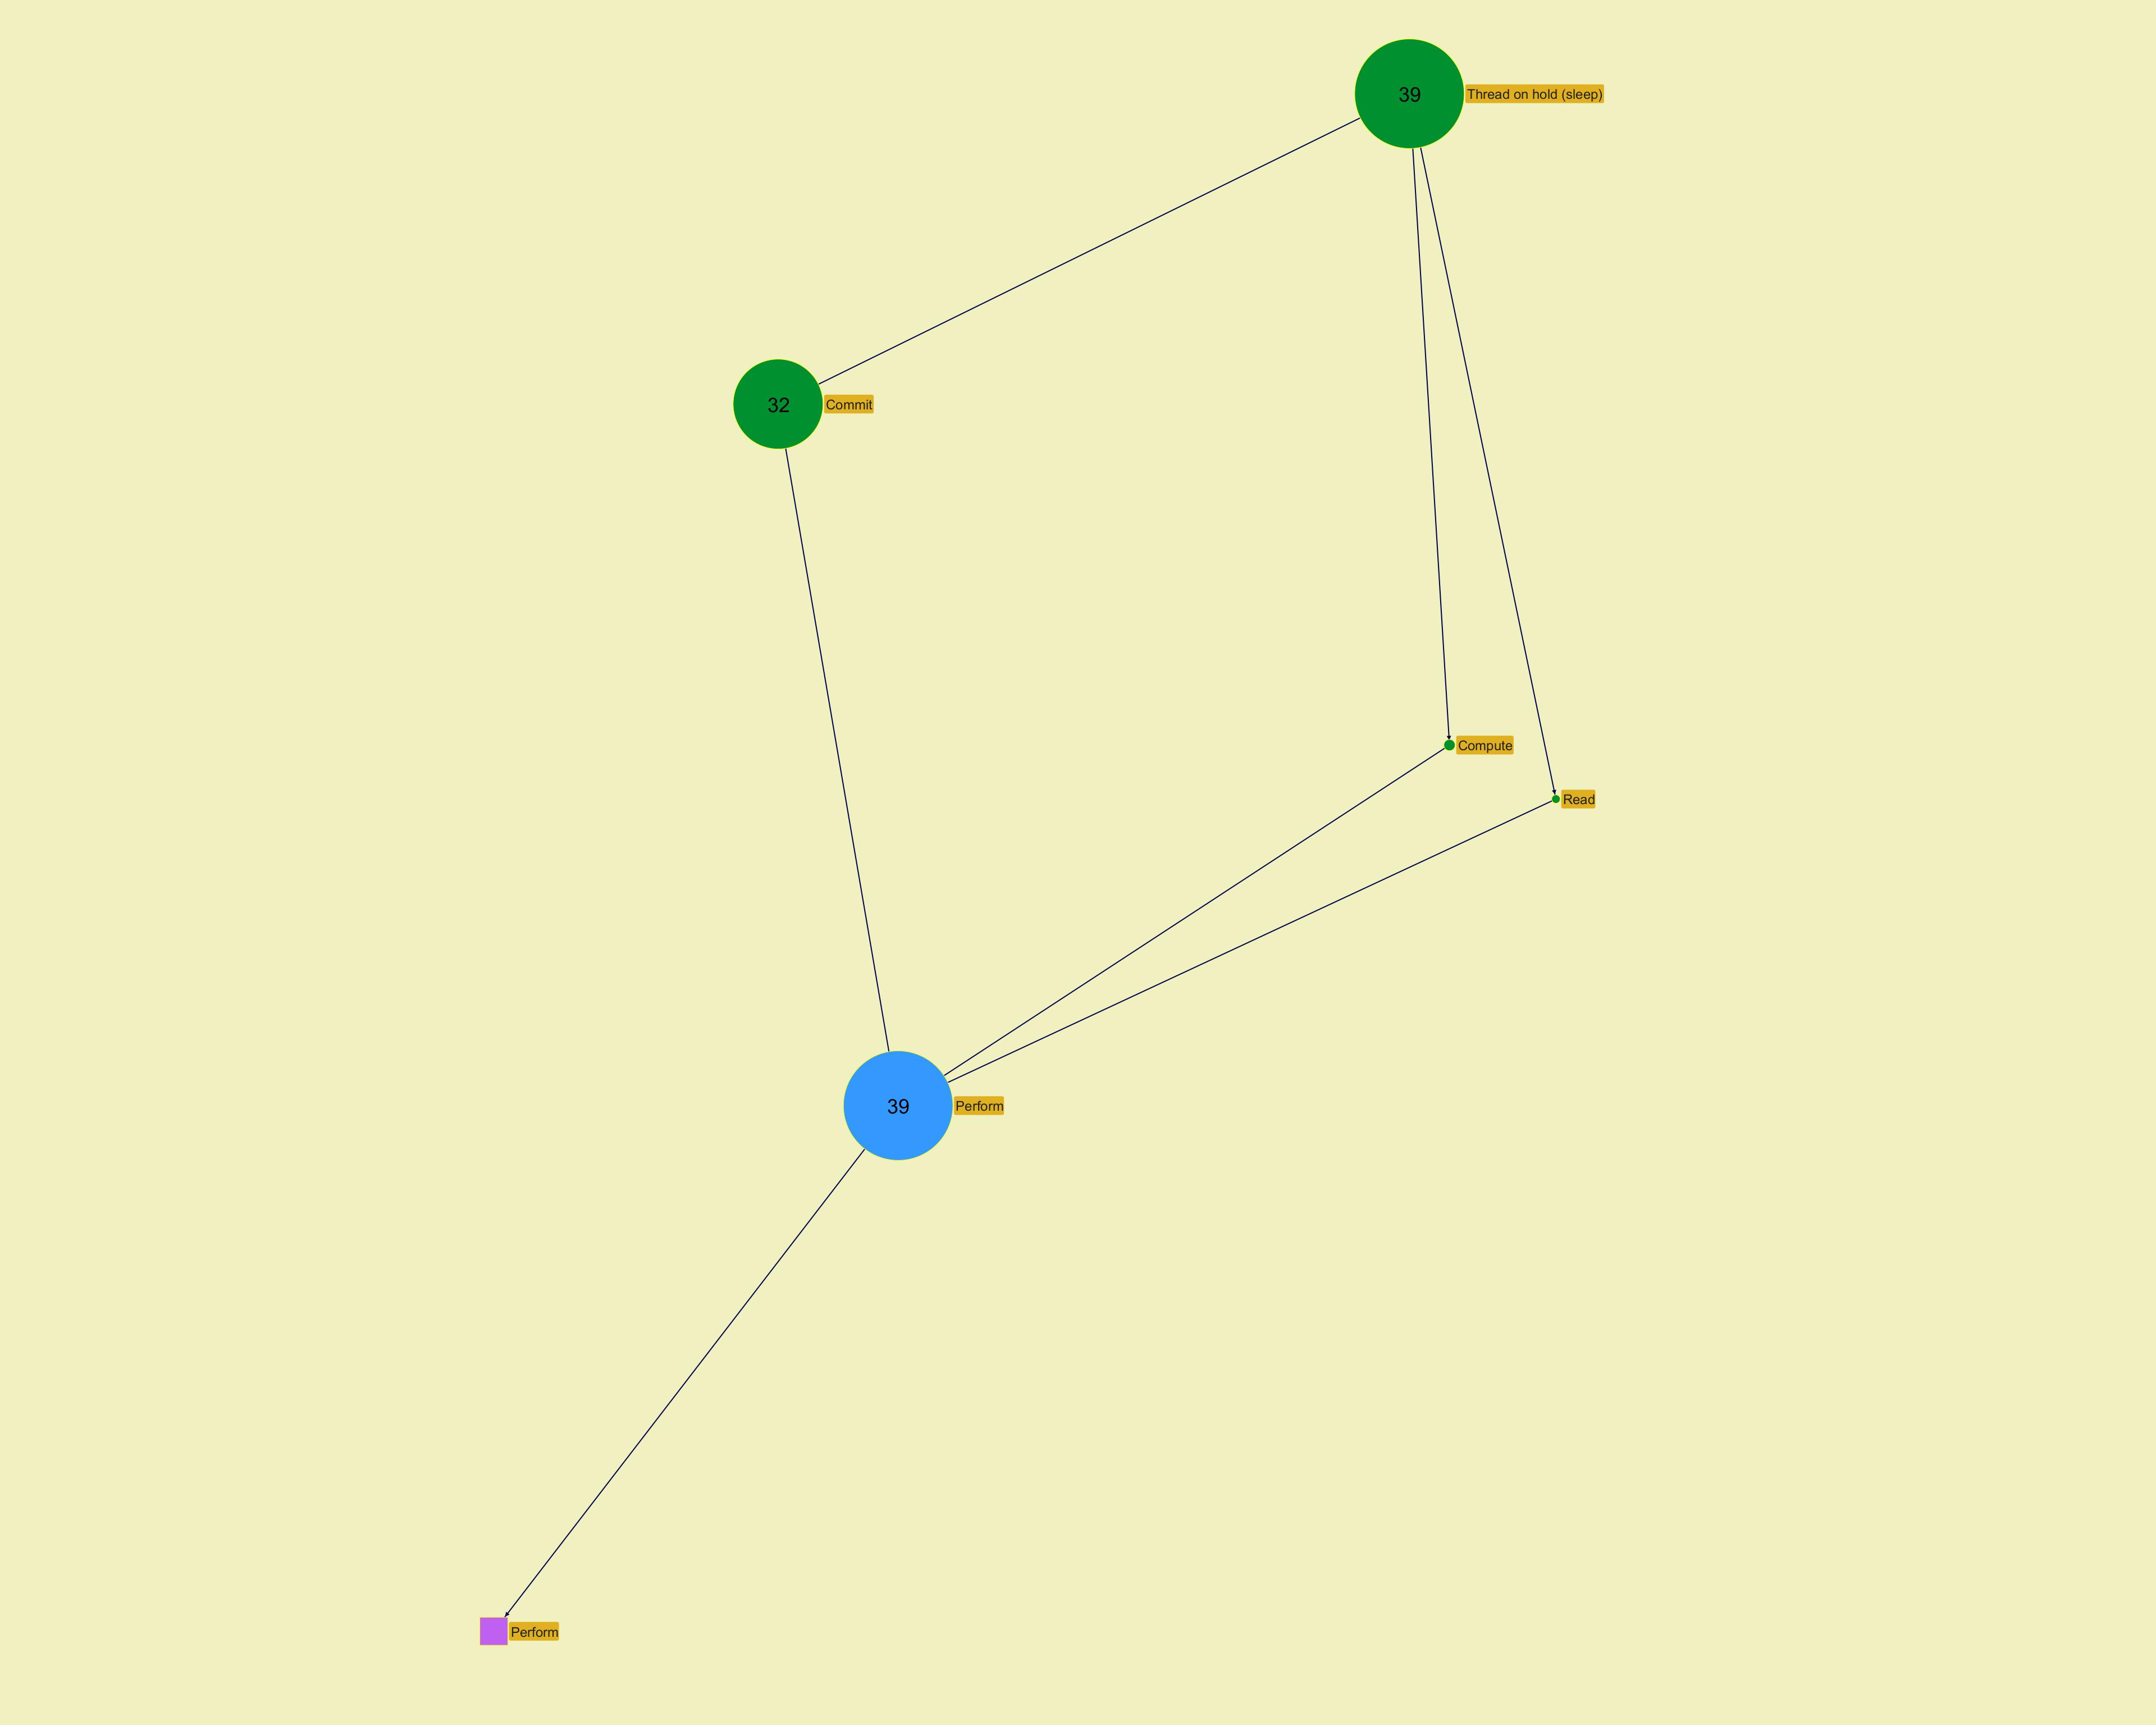 39
Thread on hold (sleep)
32
Commit
Compute
Read
39
Perform
Perform